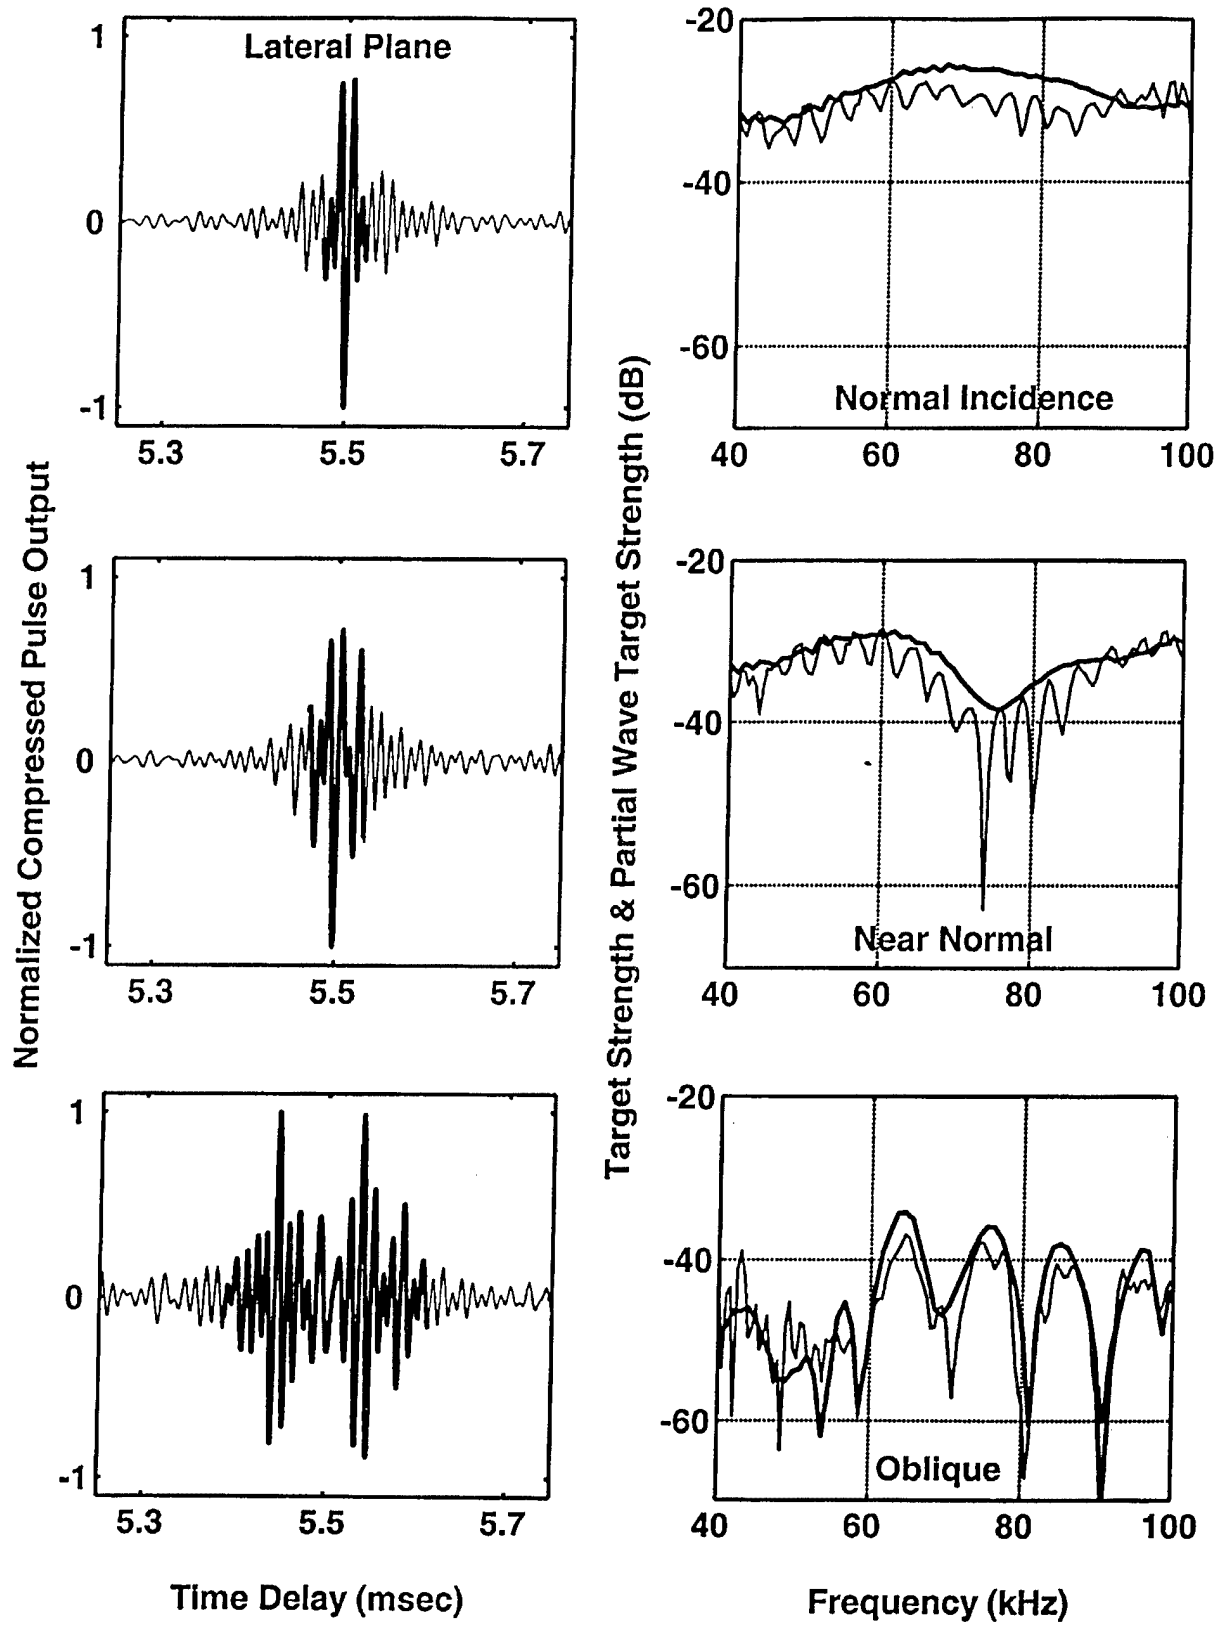 Normalized Compressed Pulse Output
Lateral Plane
1
0
-1
5.3 5.5 5.7
1
0
-1
5.3 5.5 5.7
1
0
-1
5.3 5.5 5.7
Time Delay (msec)
Target Strength & Partial Wave Target Strength (dB)
-20
-40
-60
Normal Incidence
40 60 80 100
-20
-40
-60
Near Normal
40 60 80 100
-20
-40
-60
Oblique
40 60 80 100
Frequency (kHz)